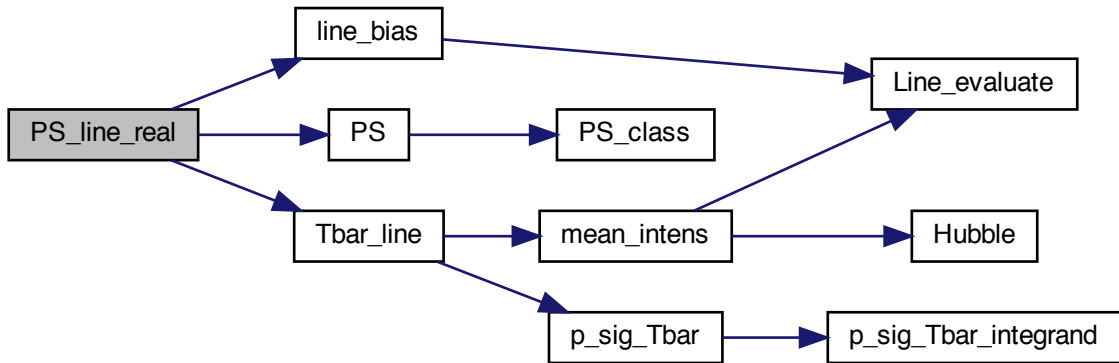 PS_line_real
line_bias
PS
Tbar_line
PS_class
mean_intens
p_sig_Tbar
Line_evaluate
Hubble
p_sig_Tbar_integrand